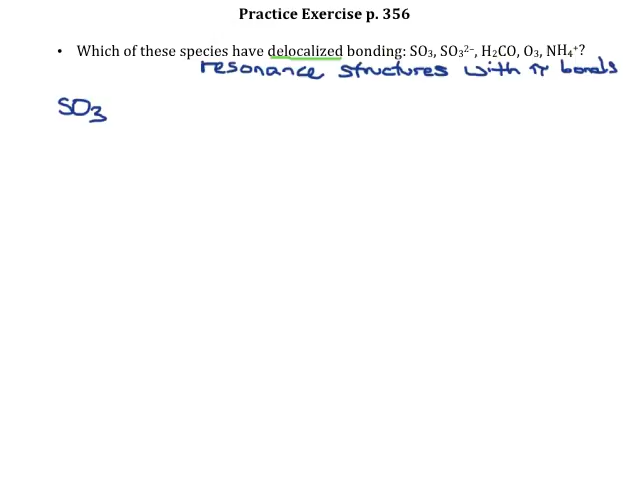 Practice Exercise p. 356
• Which of these species have delocalized bonding: SO₃, SO₃²⁻, H₂CO, O₃, NH₄⁺?
resonance structures with π bonds
SO₃